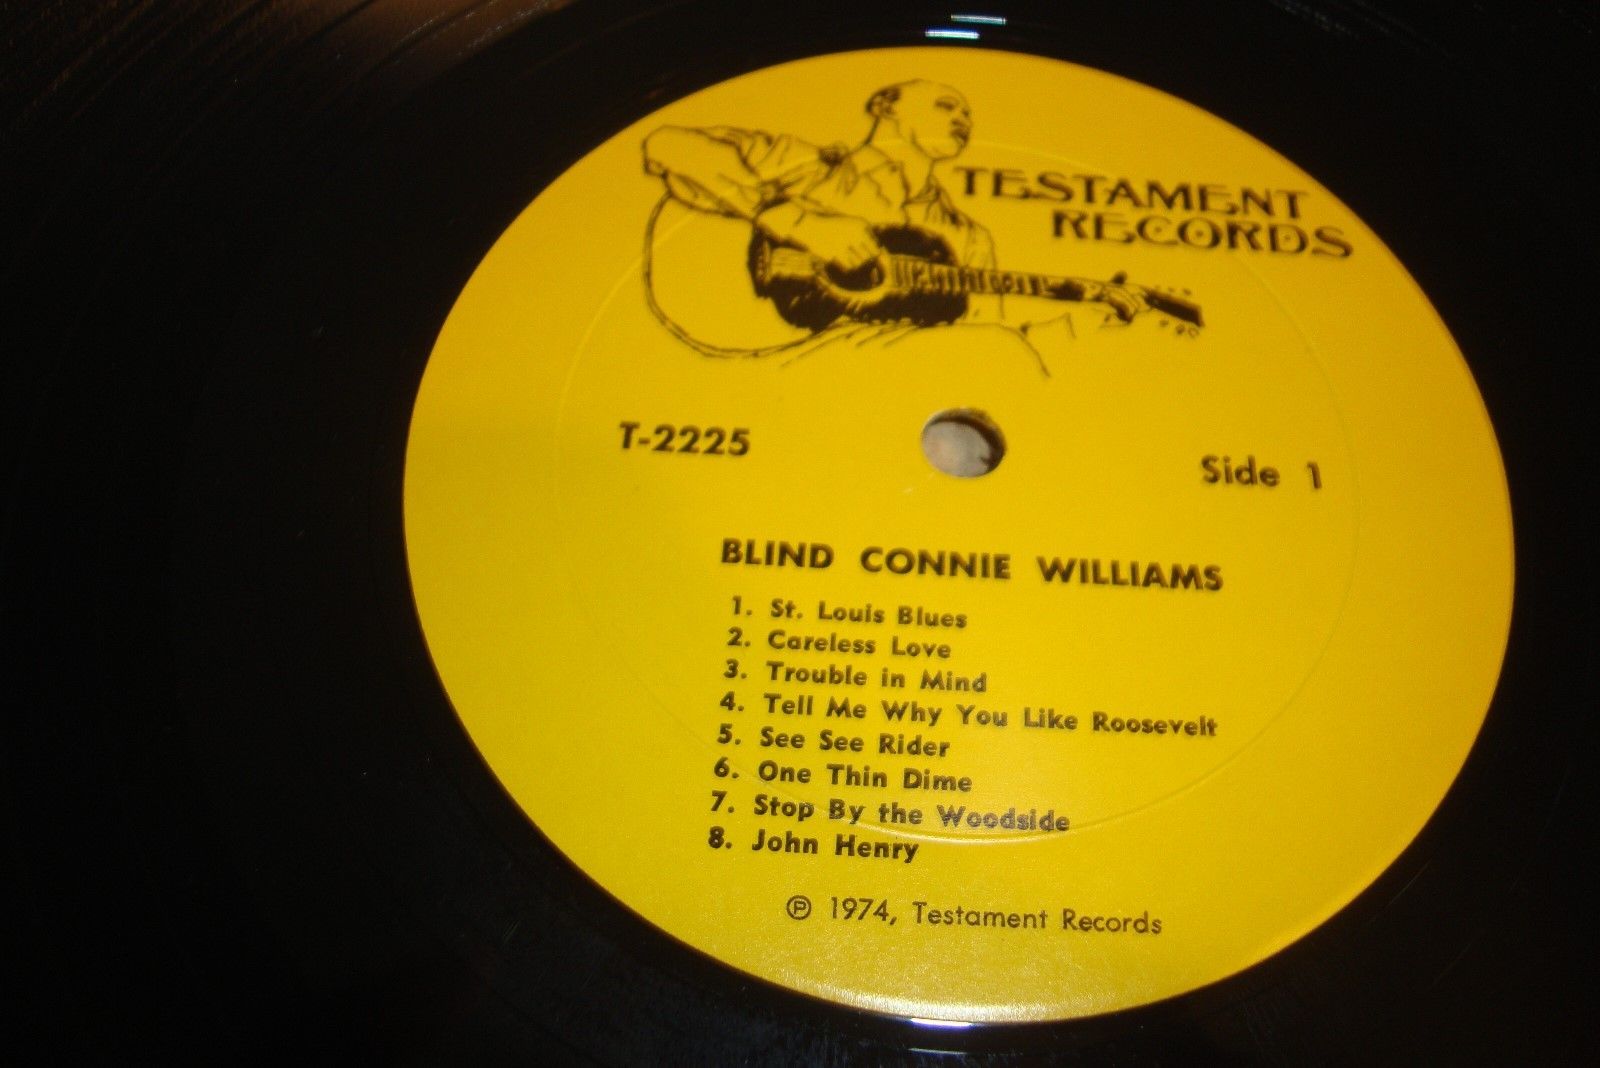 TESTAMENT
RECORDS
T-2225
Side 1
BLIND CONNIE WILLIAMS
1. St. Louis Blues
2. Careless Love
3. Trouble in Mind
4. Tell Me Why You Like Roosevelt
5. See See Rider
6. One Thin Dime
7. Stop By the Woodside
8. John Henry
℗ 1974, Testament Records